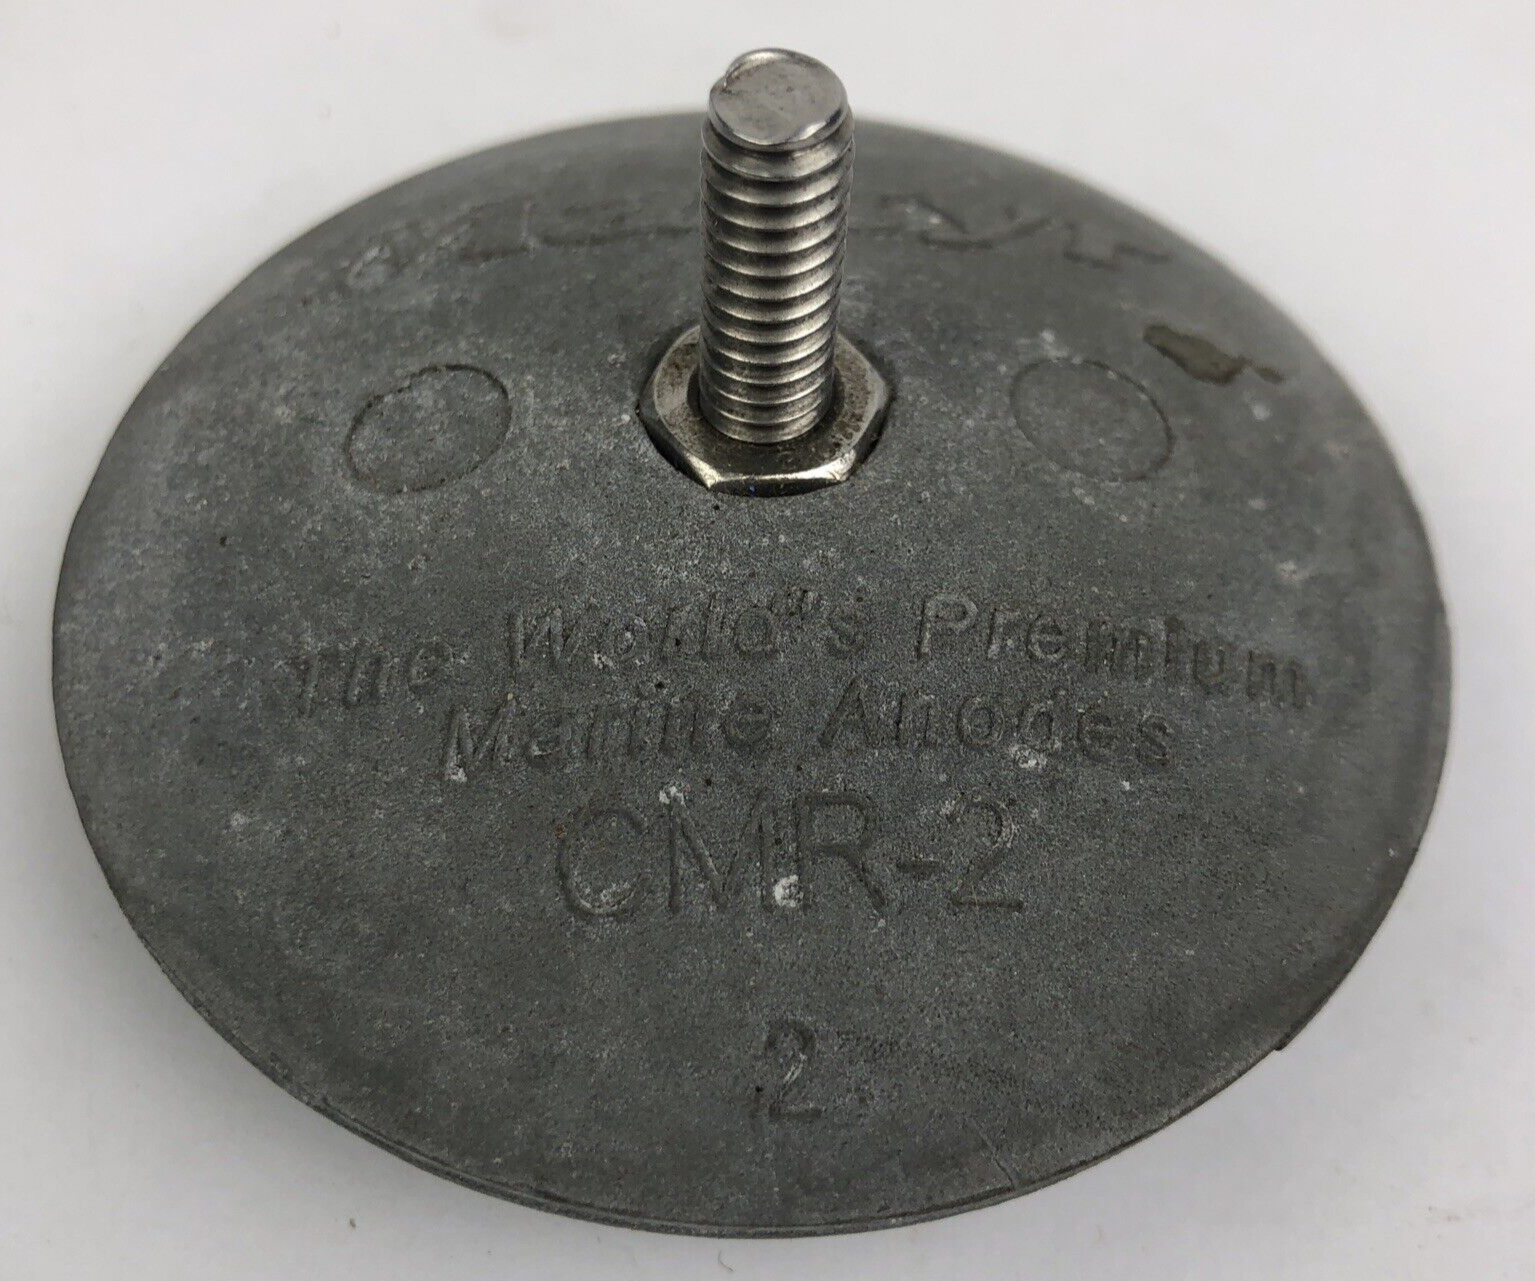 The World's Premium
Marine Anodes
CMR-2
2